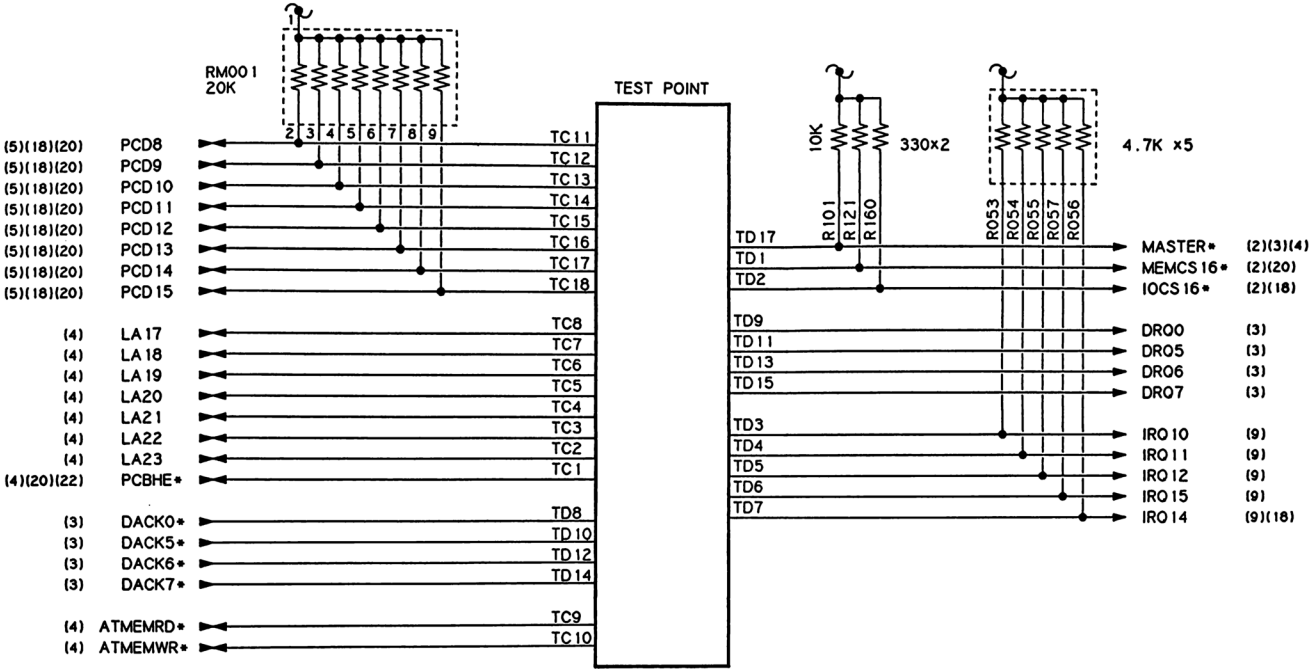 1
RM001
20K
2 3 4 5 6 7 8 9
TEST POINT
10K
330×2
4.7K ×5
R101
R121
R160
R053
R054
R055
R057
R056
(5)(18)(20) PCD8 TC11
(5)(18)(20) PCD9 TC12
(5)(18)(20) PCD10 TC13
(5)(18)(20) PCD11 TC14
(5)(18)(20) PCD12 TC15
(5)(18)(20) PCD13 TC16
(5)(18)(20) PCD14 TC17
(5)(18)(20) PCD15 TC18
(4) LA17 TC8
(4) LA18 TC7
(4) LA19 TC6
(4) LA20 TC5
(4) LA21 TC4
(4) LA22 TC3
(4) LA23 TC2
(4)(20)(22) PCBHE* TC1
(3) DACK0* TD8
(3) DACK5* TD10
(3) DACK6* TD12
(3) DACK7* TD14
(4) ATMEMRD* TC9
(4) ATMEMWR* TC10
TD17 MASTER* (2)(3)(4)
TD1 MEMCS16* (2)(20)
TD2 IOCS16* (2)(18)
TD9 DRQ0 (3)
TD11 DRQ5 (3)
TD13 DRQ6 (3)
TD15 DRQ7 (3)
TD3 IRQ10 (9)
TD4 IRQ11 (9)
TD5 IRQ12 (9)
TD6 IRQ15 (9)
TD7 IRQ14 (9)(18)